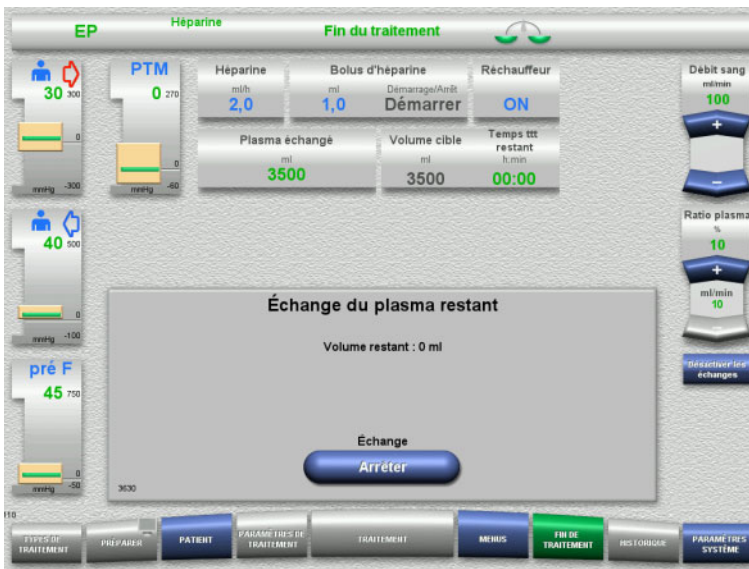 EP
Héparine
Fin du traitement
30
300
0
mmHg
-300
PTM
0
270
0
mmHg
-60
Héparine
ml/h
2,0
Bolus d'héparine
ml
1,0
Démarrage/Arrêt
Démarrer
Réchauffeur
ON
Plasma échangé
ml
3500
Volume cible
ml
3500
Temps ttt
restant
h:min
00:00
Débit sang
ml/min
100
+
–
40
500
0
mmHg
-100
Ratio plasma
%
10
+
ml/min
10
–
Désactiver les
échanges
pré F
45
750
0
mmHg
-50
Échange du plasma restant
Volume restant : 0 ml
Échange
Arrêter
3630
110
TYPES DE
TRAITEMENT
PRÉPARER
PATIENT
PARAMÈTRES DE
TRAITEMENT
TRAITEMENT
MENUS
FIN DE
TRAITEMENT
HISTORIQUE
PARAMÈTRES
SYSTÈME